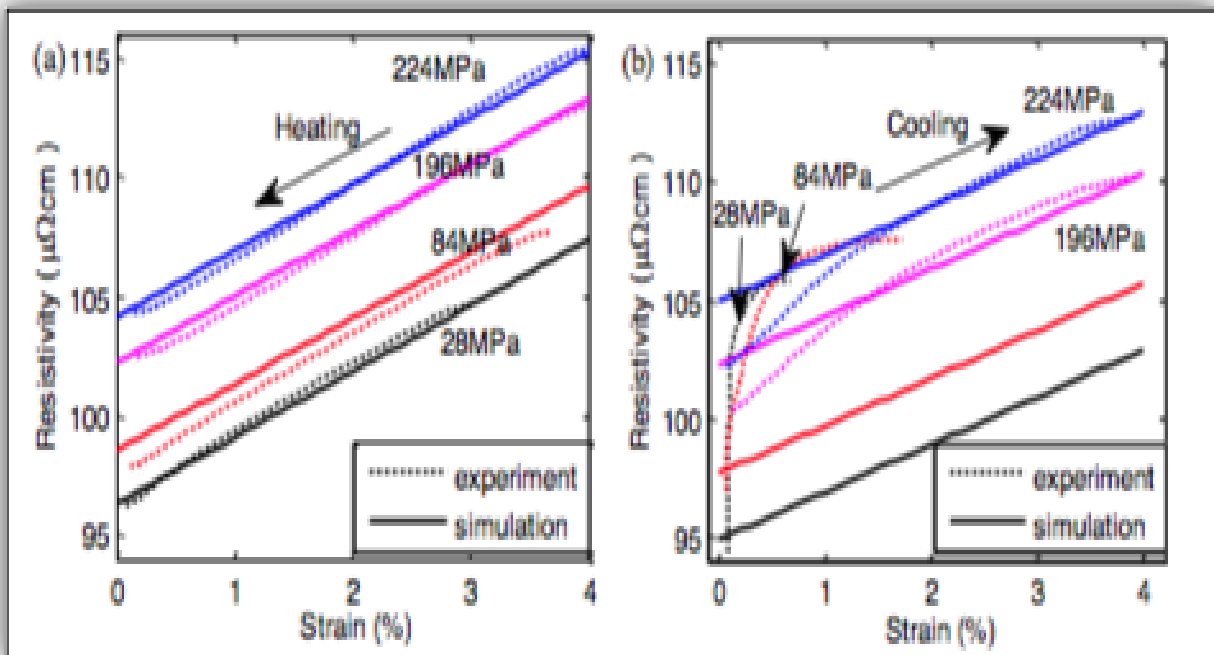 (a)
115
110
105
100
95
Resistivity ( μΩcm )
224MPa
Heating
196MPa
84MPa
28MPa
experiment
simulation
0 1 2 3 4
Strain (%)
(b)
115
110
105
100
95
Resistivity ( μΩcm )
224MPa
Cooling
84MPa
28MPa
196MPa
experiment
simulation
0 1 2 3 4
Strain (%)